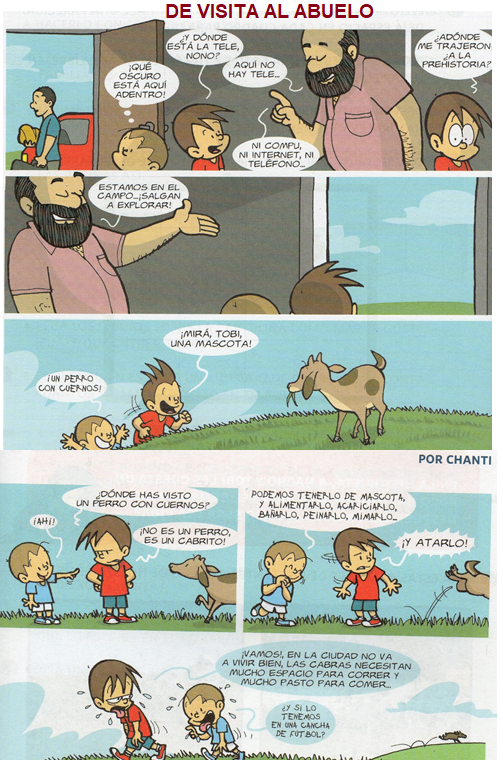 DE VISITA AL ABUELO
¡QUÉ
OSCURO
ESTÁ AQUÍ
ADENTRO!
¿Y DÓNDE
ESTÁ LA TELE,
NONO?
AQUÍ NO
HAY TELE...
NI COMPU,
NI INTERNET, NI
TELÉFONO...
¿ADÓNDE
ME TRAJERON?
¿A LA
PREHISTORIA?
ESTAMOS EN EL
CAMPO...¡SALGAN
A EXPLORAR!
¡MIRÁ, TOBI,
UNA MASCOTA!
¡UN PERRO
CON CUERNOS!
POR CHANTI
¿DÓNDE HAS VISTO
UN PERRO CON CUERNOS?
¡AHÍ!
¡NO ES UN PERRO,
ES UN CABRITO!
PODEMOS TENERLO DE MASCOTA,
Y ALIMENTARLO, ACARICIARLO,
BAÑARLO, PEINARLO, MIMARLO...
¡Y ATARLO!
¡VAMOS!, EN LA CIUDAD NO VA
A VIVIR BIEN, LAS CABRAS NECESITAN
MUCHO ESPACIO PARA CORRER Y
MUCHO PASTO PARA COMER...
¿Y SI LO
TENEMOS
EN UNA CANCHA
DE FÚTBOL?